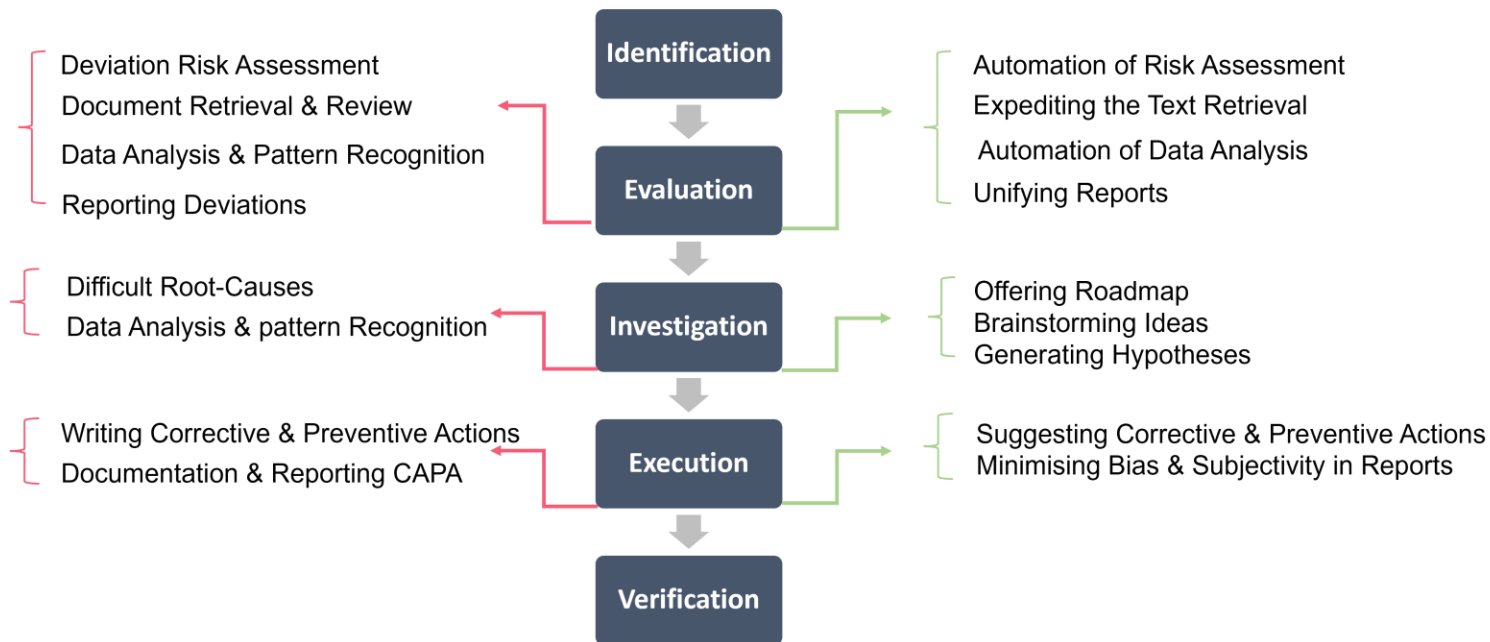 Identification
Deviation Risk Assessment
Document Retrieval & Review
Data Analysis & Pattern Recognition
Reporting Deviations
Evaluation
Automation of Risk Assessment
Expediting the Text Retrieval
Automation of Data Analysis
Unifying Reports
Difficult Root-Causes
Data Analysis & pattern Recognition
Investigation
Offering Roadmap
Brainstorming Ideas
Generating Hypotheses
Writing Corrective & Preventive Actions
Documentation & Reporting CAPA
Execution
Suggesting Corrective & Preventive Actions
Minimising Bias & Subjectivity in Reports
Verification